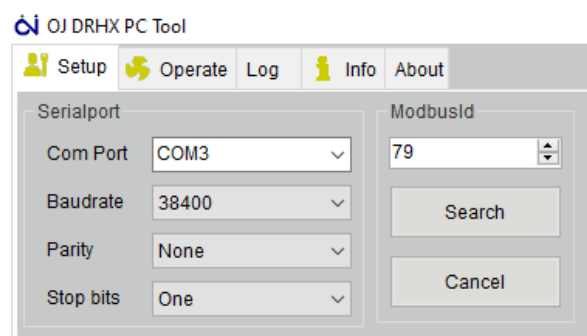 OJ DRHX PC Tool
Setup Operate Log Info About
Serialport
Com Port COM3
Baudrate 38400
Parity None
Stop bits One
ModbusId
79
Search
Cancel